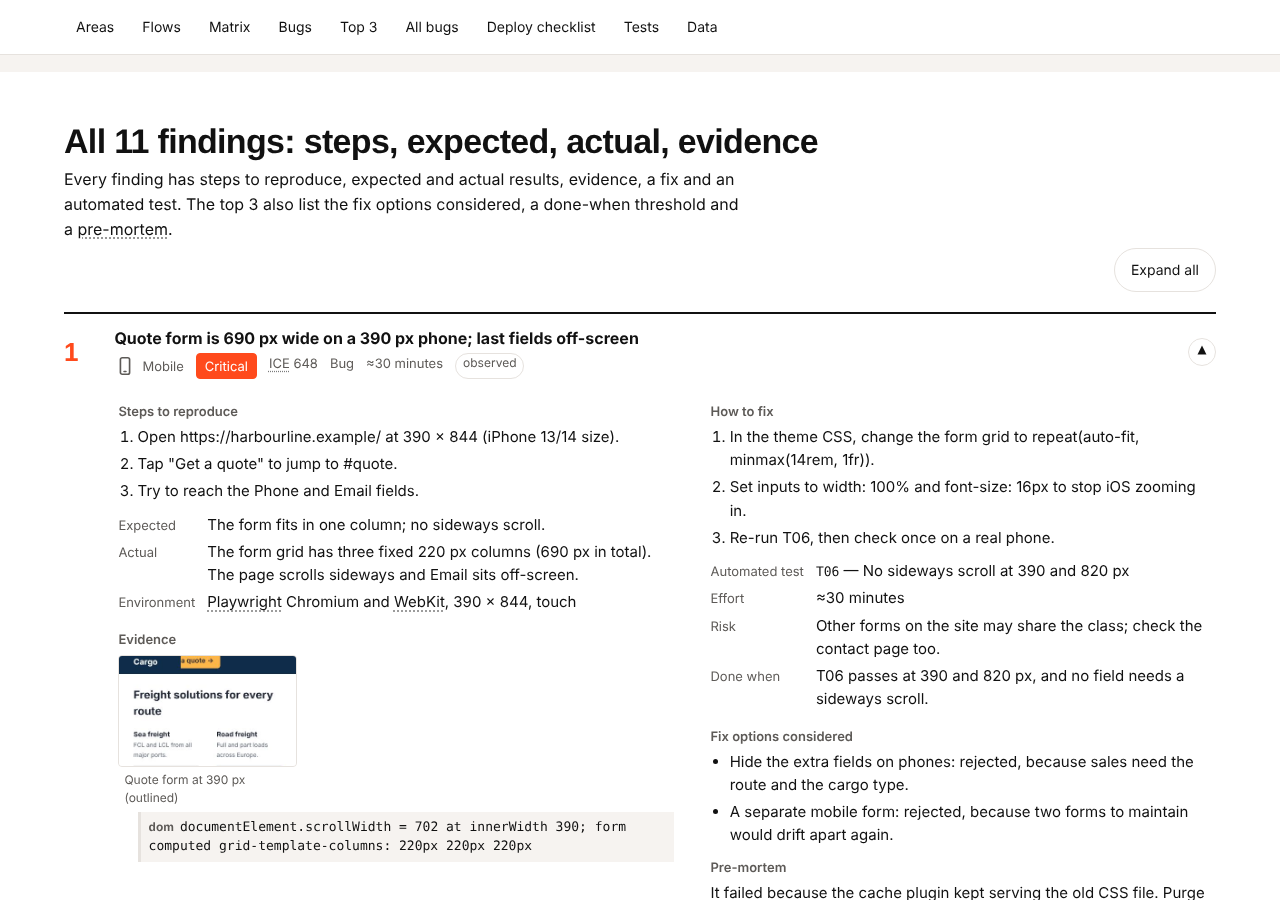 Areas Flows Matrix Bugs Top 3 All bugs Deploy checklist Tests Data
All 11 findings: steps, expected, actual, evidence
Every finding has steps to reproduce, expected and actual results, evidence, a fix and an
automated test. The top 3 also list the fix options considered, a done-when threshold and
a pre-mortem.
Expand all
1
Quote form is 690 px wide on a 390 px phone; last fields off-screen
Mobile Critical ICE 648 Bug ≈30 minutes observed
▲
Steps to reproduce
1. Open https://harbourline.example/ at 390 × 844 (iPhone 13/14 size).
2. Tap "Get a quote" to jump to #quote.
3. Try to reach the Phone and Email fields.
Expected The form fits in one column; no sideways scroll.
Actual The form grid has three fixed 220 px columns (690 px in total).
The page scrolls sideways and Email sits off-screen.
Environment Playwright Chromium and WebKit, 390 × 844, touch
Evidence
Cargo a quote →
Freight solutions for every
route
Sea freight Road freight
FCL and LCL from all Full and part loads
major ports. across Europe.
Quote form at 390 px
(outlined)
dom documentElement.scrollWidth = 702 at innerWidth 390; form
computed grid-template-columns: 220px 220px 220px
How to fix
1. In the theme CSS, change the form grid to repeat(auto-fit,
minmax(14rem, 1fr)).
2. Set inputs to width: 100% and font-size: 16px to stop iOS zooming
in.
3. Re-run T06, then check once on a real phone.
Automated test T06 — No sideways scroll at 390 and 820 px
Effort ≈30 minutes
Risk Other forms on the site may share the class; check the
contact page too.
Done when T06 passes at 390 and 820 px, and no field needs a
sideways scroll.
Fix options considered
• Hide the extra fields on phones: rejected, because sales need the
route and the cargo type.
• A separate mobile form: rejected, because two forms to maintain
would drift apart again.
Pre-mortem
It failed because the cache plugin kept serving the old CSS file. Purge